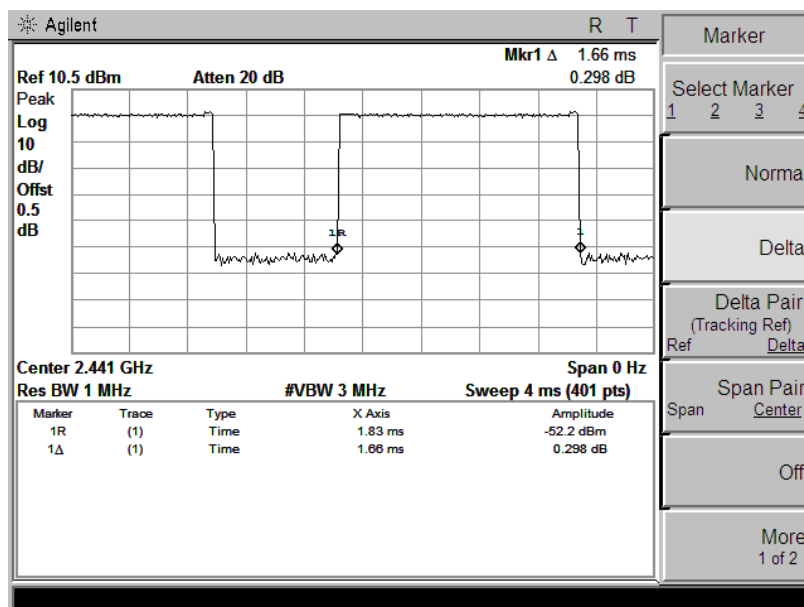 Agilent R T
Mkr1 Δ 1.66 ms
Ref 10.5 dBm Atten 20 dB 0.298 dB
Peak
Log
10
dB/
Offst
0.5
dB
1R
1
Center 2.441 GHz Span 0 Hz
Res BW 1 MHz #VBW 3 MHz Sweep 4 ms (401 pts)
Marker Trace Type X Axis Amplitude
1R (1) Time 1.83 ms -52.2 dBm
1Δ (1) Time 1.66 ms 0.298 dB
Marker
Select Marker
1 2 3 4
Norma
Delta
Delta Pair
(Tracking Ref)
Ref Delta
Span Pair
Span Center
Off
More
1 of 2